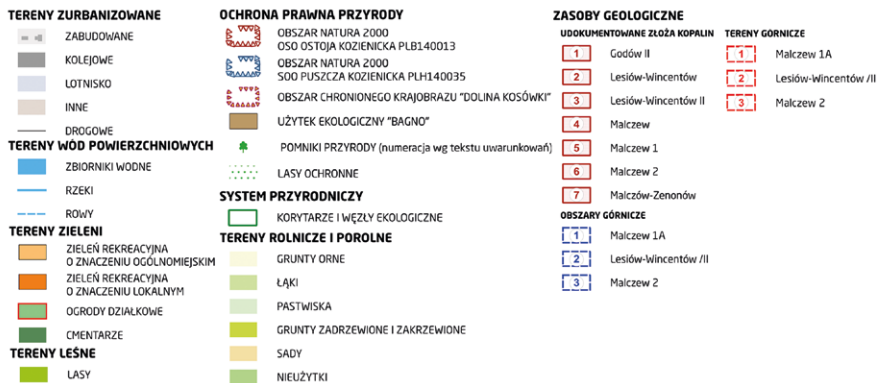 TERENY ZURBANIZOWANE
ZABUDOWANE
KOLEJOWE
LOTNISKO
INNE
DROGOWE
TERENY WÓD POWIERZCHNIOWYCH
ZBIORNIKI WODNE
RZEKI
ROWY
TERENY ZIELENI
ZIELEŃ REKREACYJNA
O ZNACZENIU OGÓLNOMIEJSKIM
ZIELEŃ REKREACYJNA
O ZNACZENIU LOKALNYM
OGRODY DZIAŁKOWE
CMENTARZE
TERENY LEŚNE
LASY
OCHRONA PRAWNA PRZYRODY
OBSZAR NATURA 2000
OSO OSTOJA KOZIENICKA PLB140013
OBSZAR NATURA 2000
SOO PUSZCZA KOZIENICKA PLH140035
OBSZAR CHRONIONEGO KRAJOBRAZU "DOLINA KOSÓWKI"
UŻYTEK EKOLOGICZNY "BAGNO"
POMNIKI PRZYRODY (numeracja wg tekstu uwarunkowań)
LASY OCHRONNE
SYSTEM PRZYRODNICZY
KORYTARZE I WĘZŁY EKOLOGICZNE
TERENY ROLNICZE I POROLNE
GRUNTY ORNE
ŁĄKI
PASTWISKA
GRUNTY ZADRZEWIONE I ZAKRZEWIONE
SADY
NIEUŻYTKI
ZASOBY GEOLOGICZNE
UDOKUMENTOWANE ZŁOŻA KOPALIN
1 Godów II
2 Lesiów-Wincentów
3 Lesiów-Wincentów II
4 Malczew
5 Malczew 1
6 Malczew 2
7 Malczów-Zenonów
OBSZARY GÓRNICZE
1 Malczew 1A
2 Lesiów-Wincentów /II
3 Malczew 2
TERENY GÓRNICZE
1 Malczew 1A
2 Lesiów-Wincentów /II
3 Malczew 2